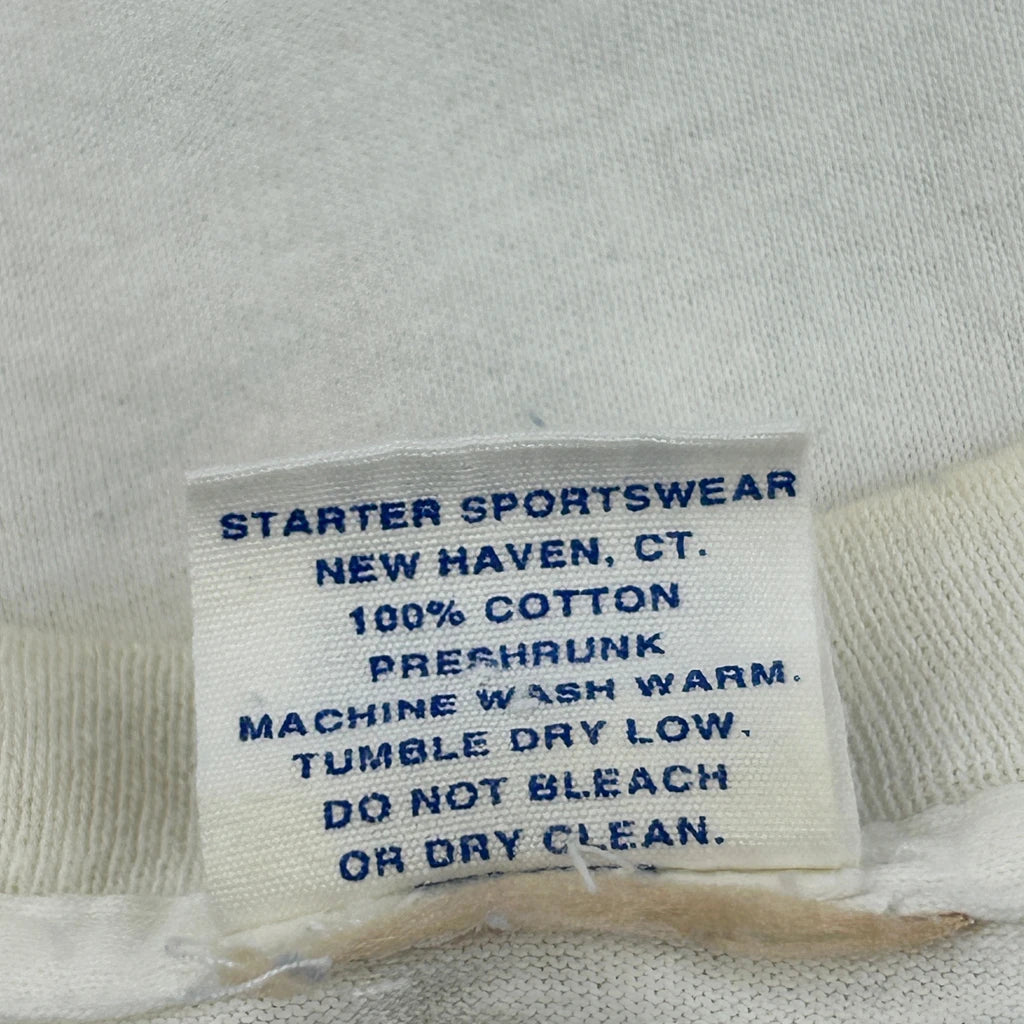 STARTER SPORTSWEAR
NEW HAVEN, CT.
100% COTTON
PRESHRUNK
MACHINE WASH WARM.
TUMBLE DRY LOW.
DO NOT BLEACH
OR DRY CLEAN.